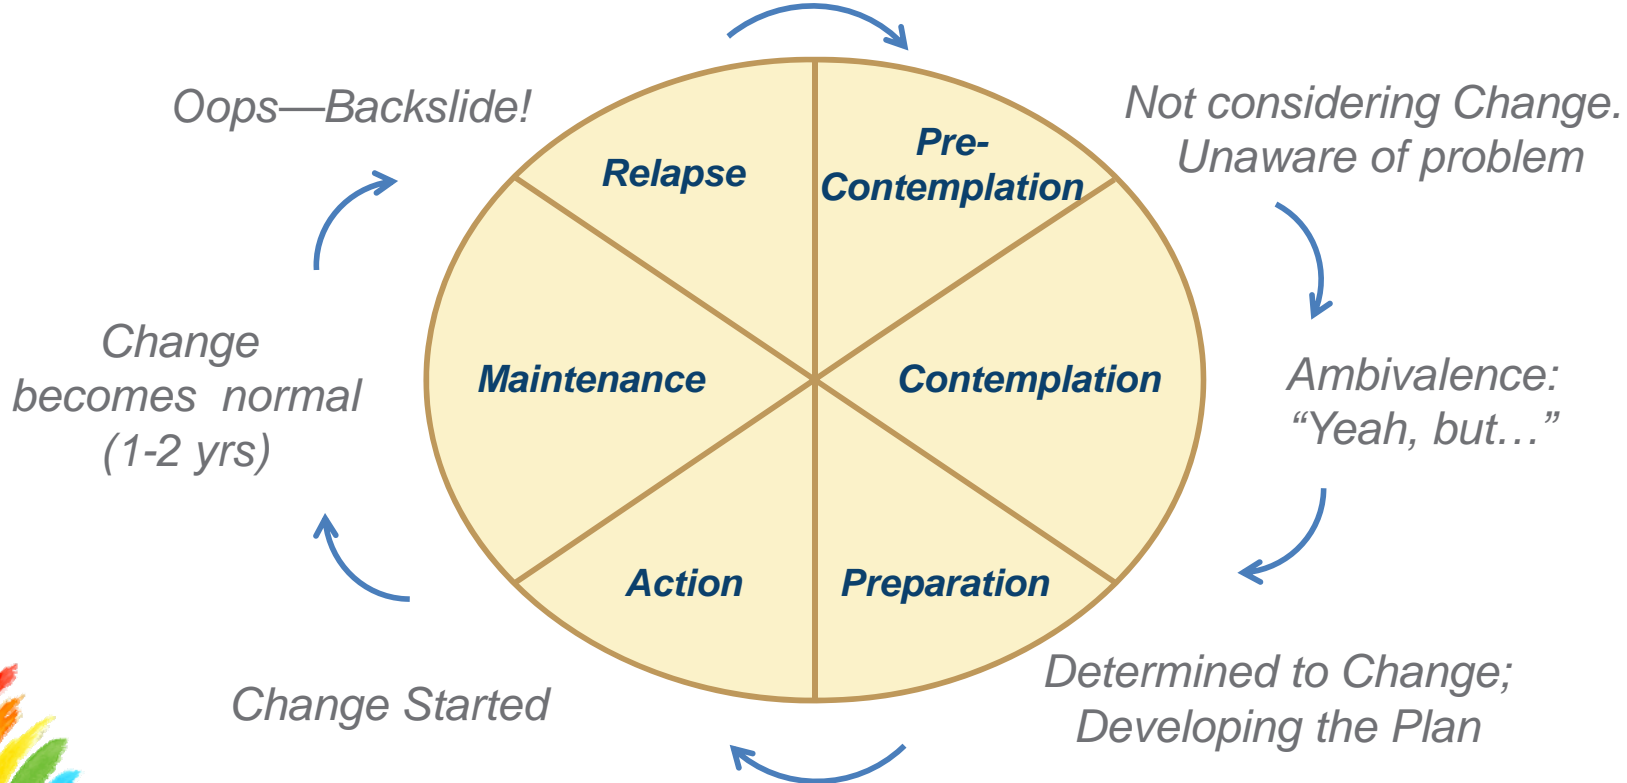 Oops—Backslide!
Not considering Change.
Unaware of problem
Relapse
Pre-
Contemplation
Change
becomes normal
(1-2 yrs)
Maintenance
Contemplation
Ambivalence:
“Yeah, but…”
Action
Preparation
Change Started
Determined to Change;
Developing the Plan